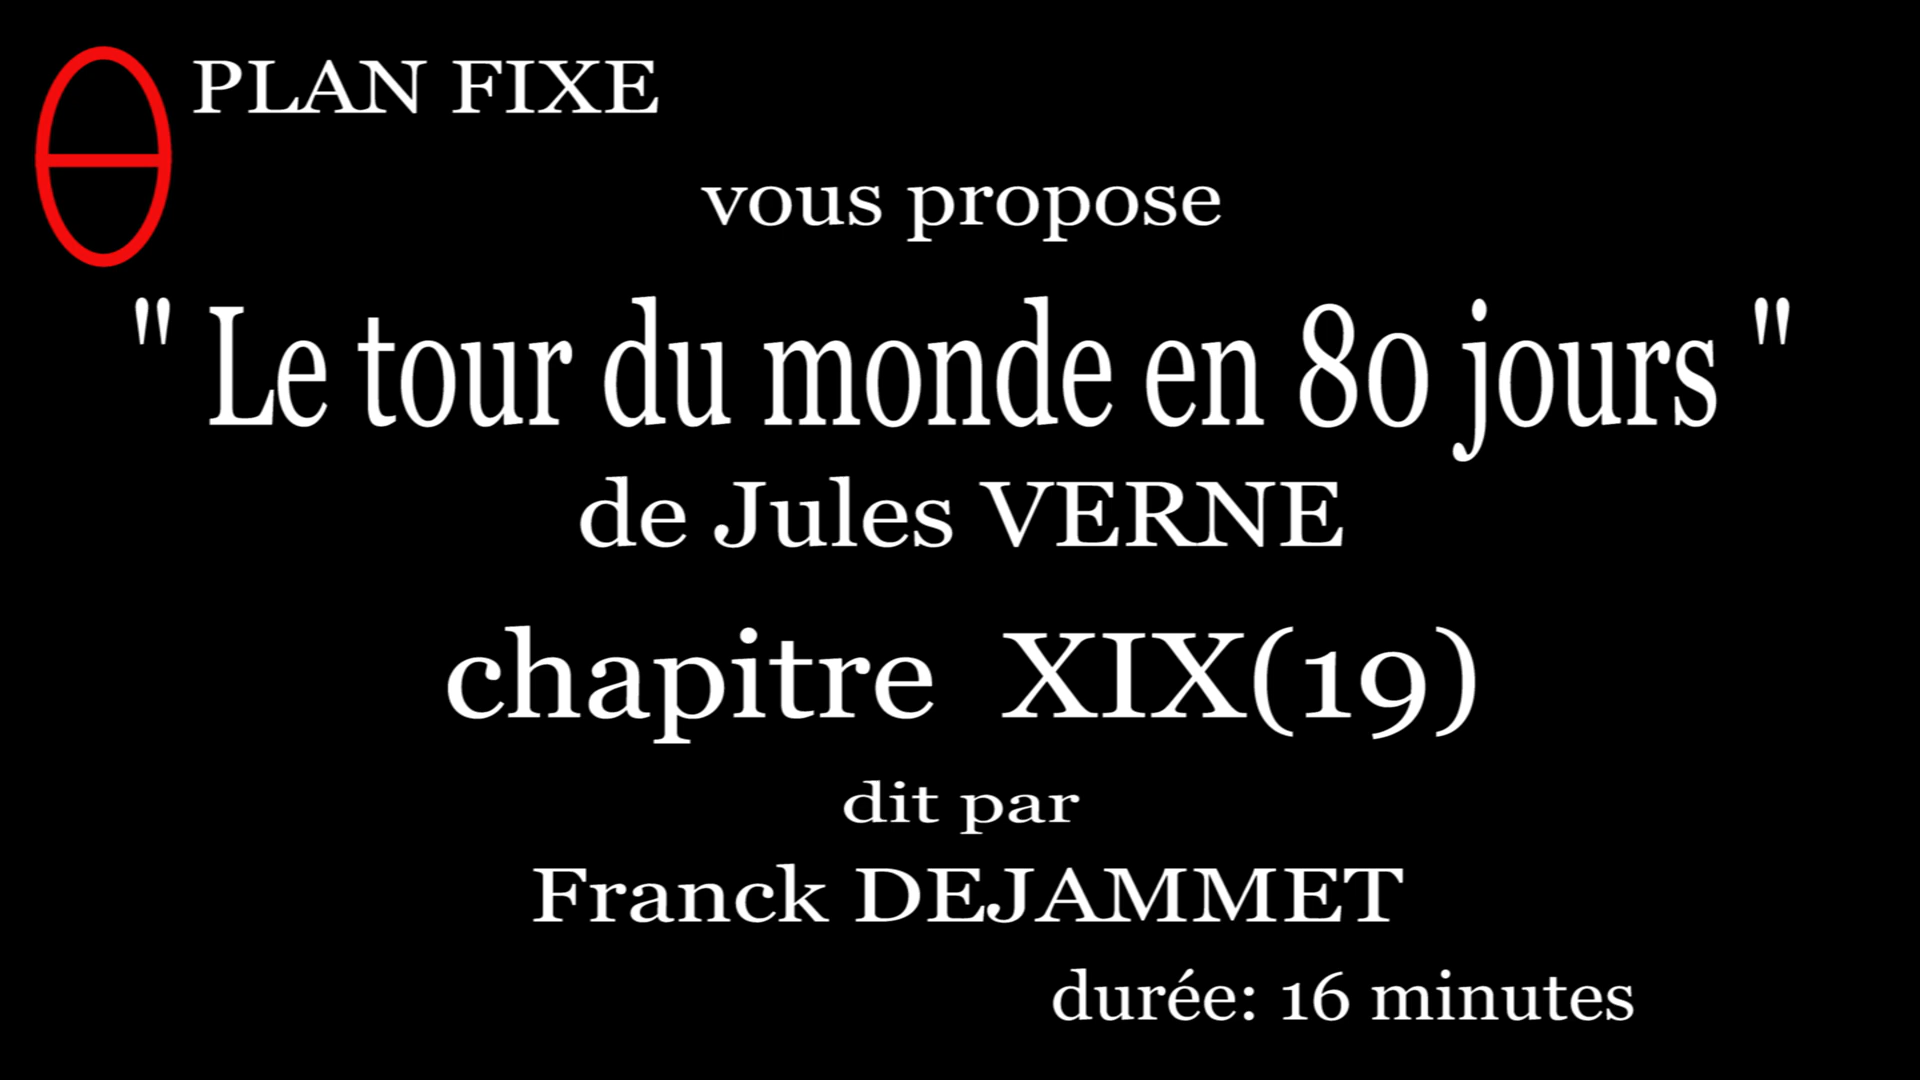 PLAN FIXE
vous propose
" Le tour du monde en 80 jours "
de Jules VERNE
chapitre XIX(19)
dit par
Franck DEJAMMET
durée: 16 minutes